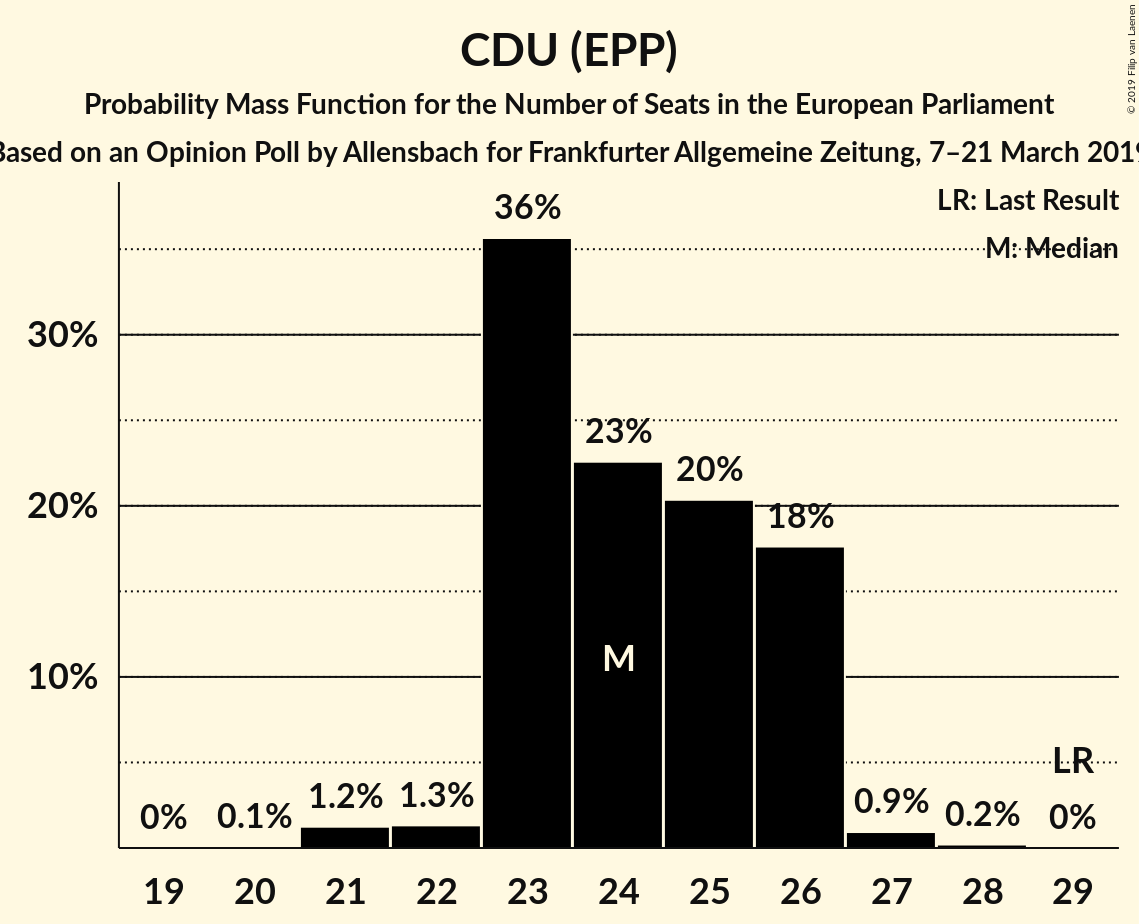 © 2019 Filip van Laenen
CDU (EPP)
Probability Mass Function for the Number of Seats in the European Parliament
Based on an Opinion Poll by Allensbach for Frankfurter Allgemeine Zeitung, 7–21 March 2019
LR: Last Result
M: Median
36%
30%
23%
20%
20%
18%
M
10%
LR
0%
0.1%
1.2%
1.3%
0.9%
0.2%
0%
19 20 21 22 23 24 25 26 27 28 29